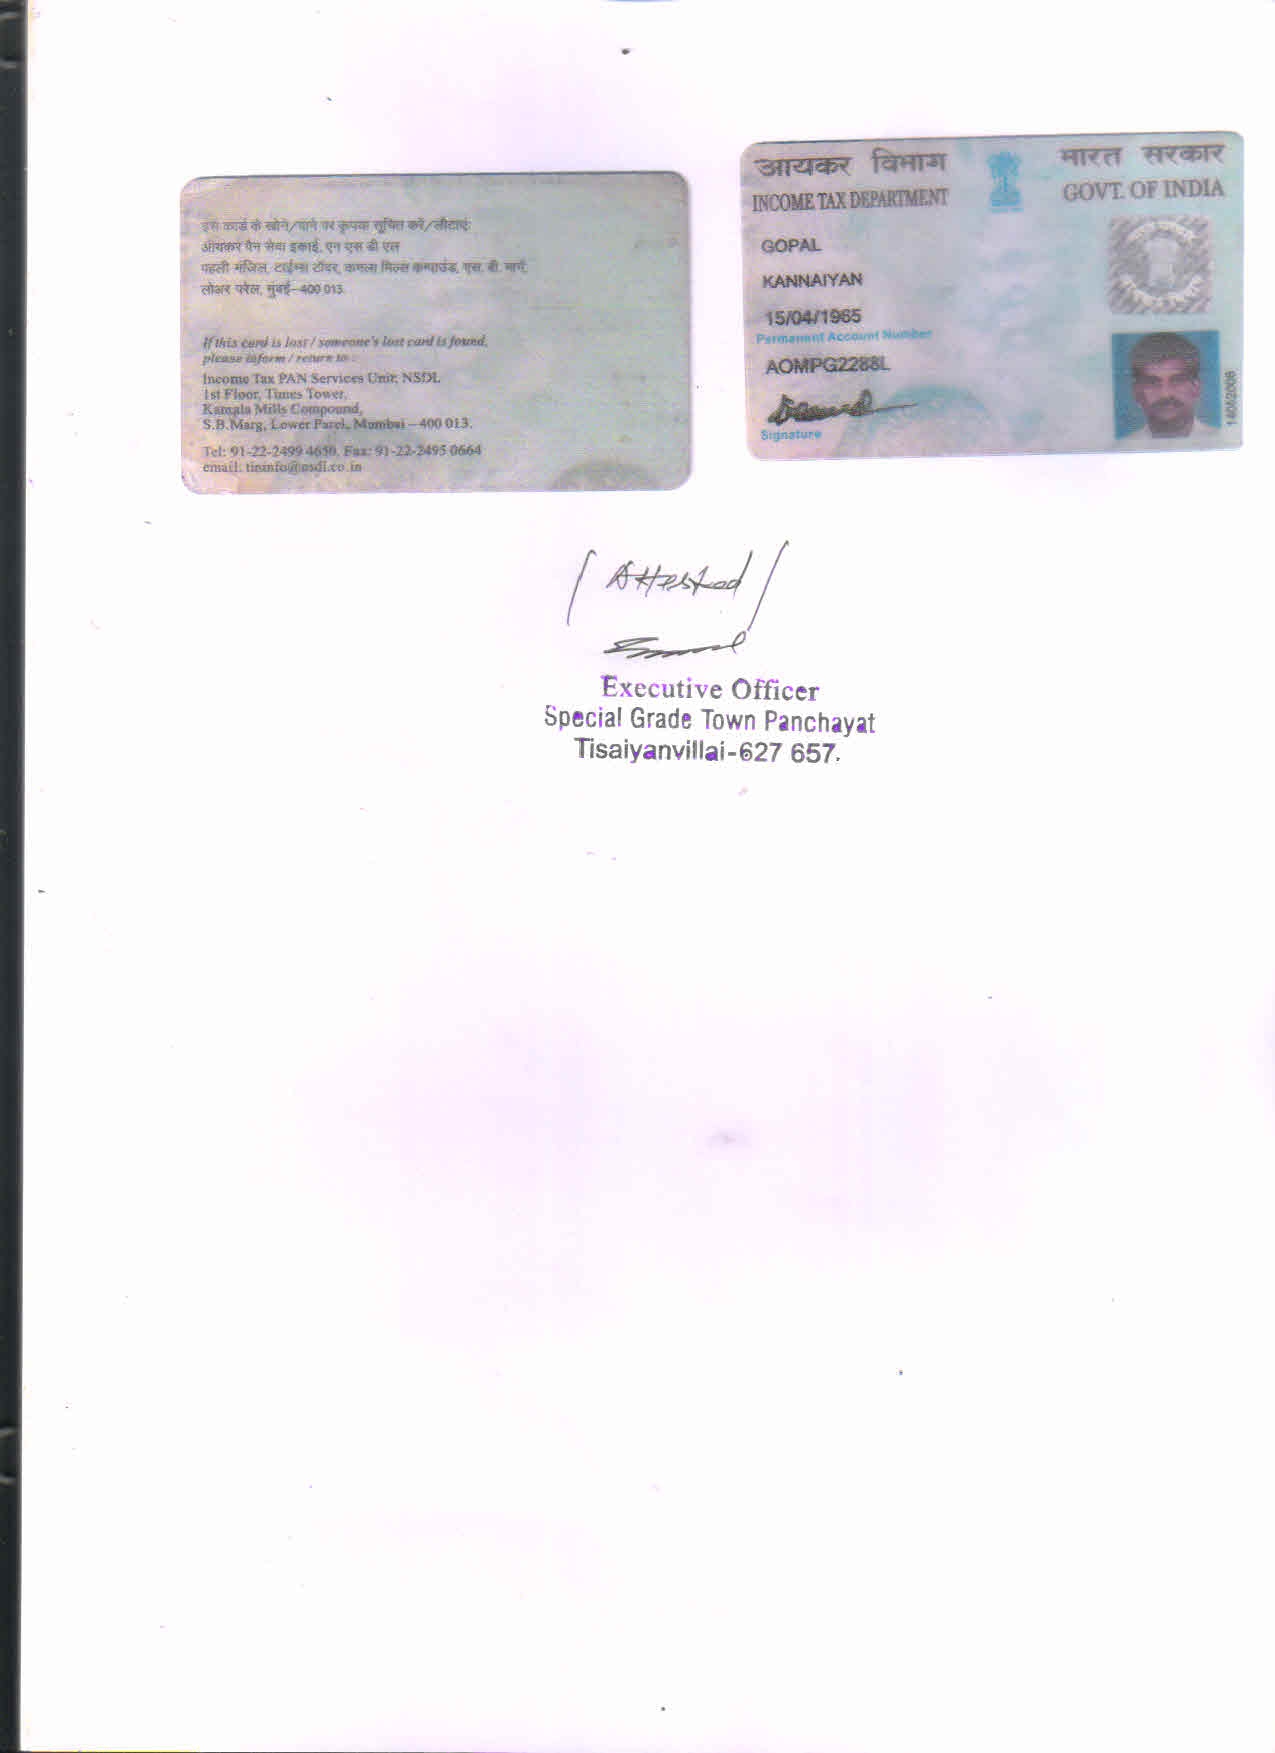 इस कार्ड के खोने/पाने पर कृपया सूचित करें/लौटाएं:
आयकर पैन सेवा इकाई, एन एस डी एल
पहली मंजिल, टाईम्स टॉवर, कमला मिल्स कम्पाउंड, एस. बी. मार्ग,
लोअर परेल, मुंबई–400 013.
If this card is lost / someone's lost card is found,
please inform / return to :
Income Tax PAN Services Unit, NSDL
1st Floor, Times Tower,
Kamala Mills Compound,
S.B.Marg, Lower Parel, Mumbai – 400 013.
Tel: 91-22-2499 4650, Fax: 91-22-2495 0664
email: tininfo@nsdl.co.in
आयकर विभाग
INCOME TAX DEPARTMENT
भारत सरकार
GOVT. OF INDIA
GOPAL
KANNAIYAN
15/04/1965
Permanent Account Number
AOMPG2288L
Signature
14052008
/ Attested /
Executive Officer
Special Grade Town Panchayat
Tisaiyanvillai-627 657.